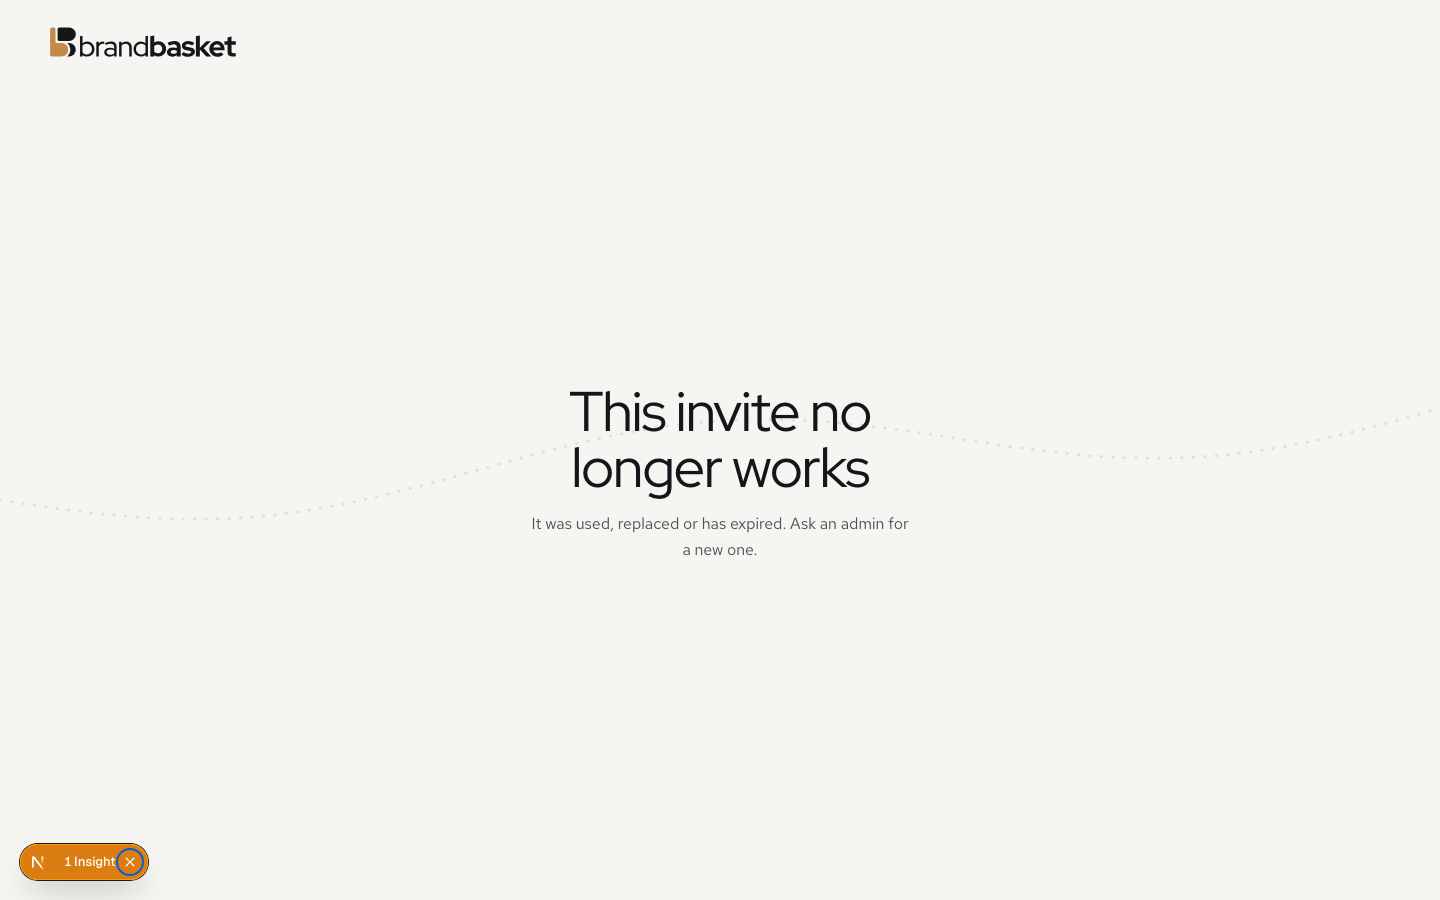 brandbasket
This invite no
longer works
It was used, replaced or has expired. Ask an admin for
a new one.
1 Insight